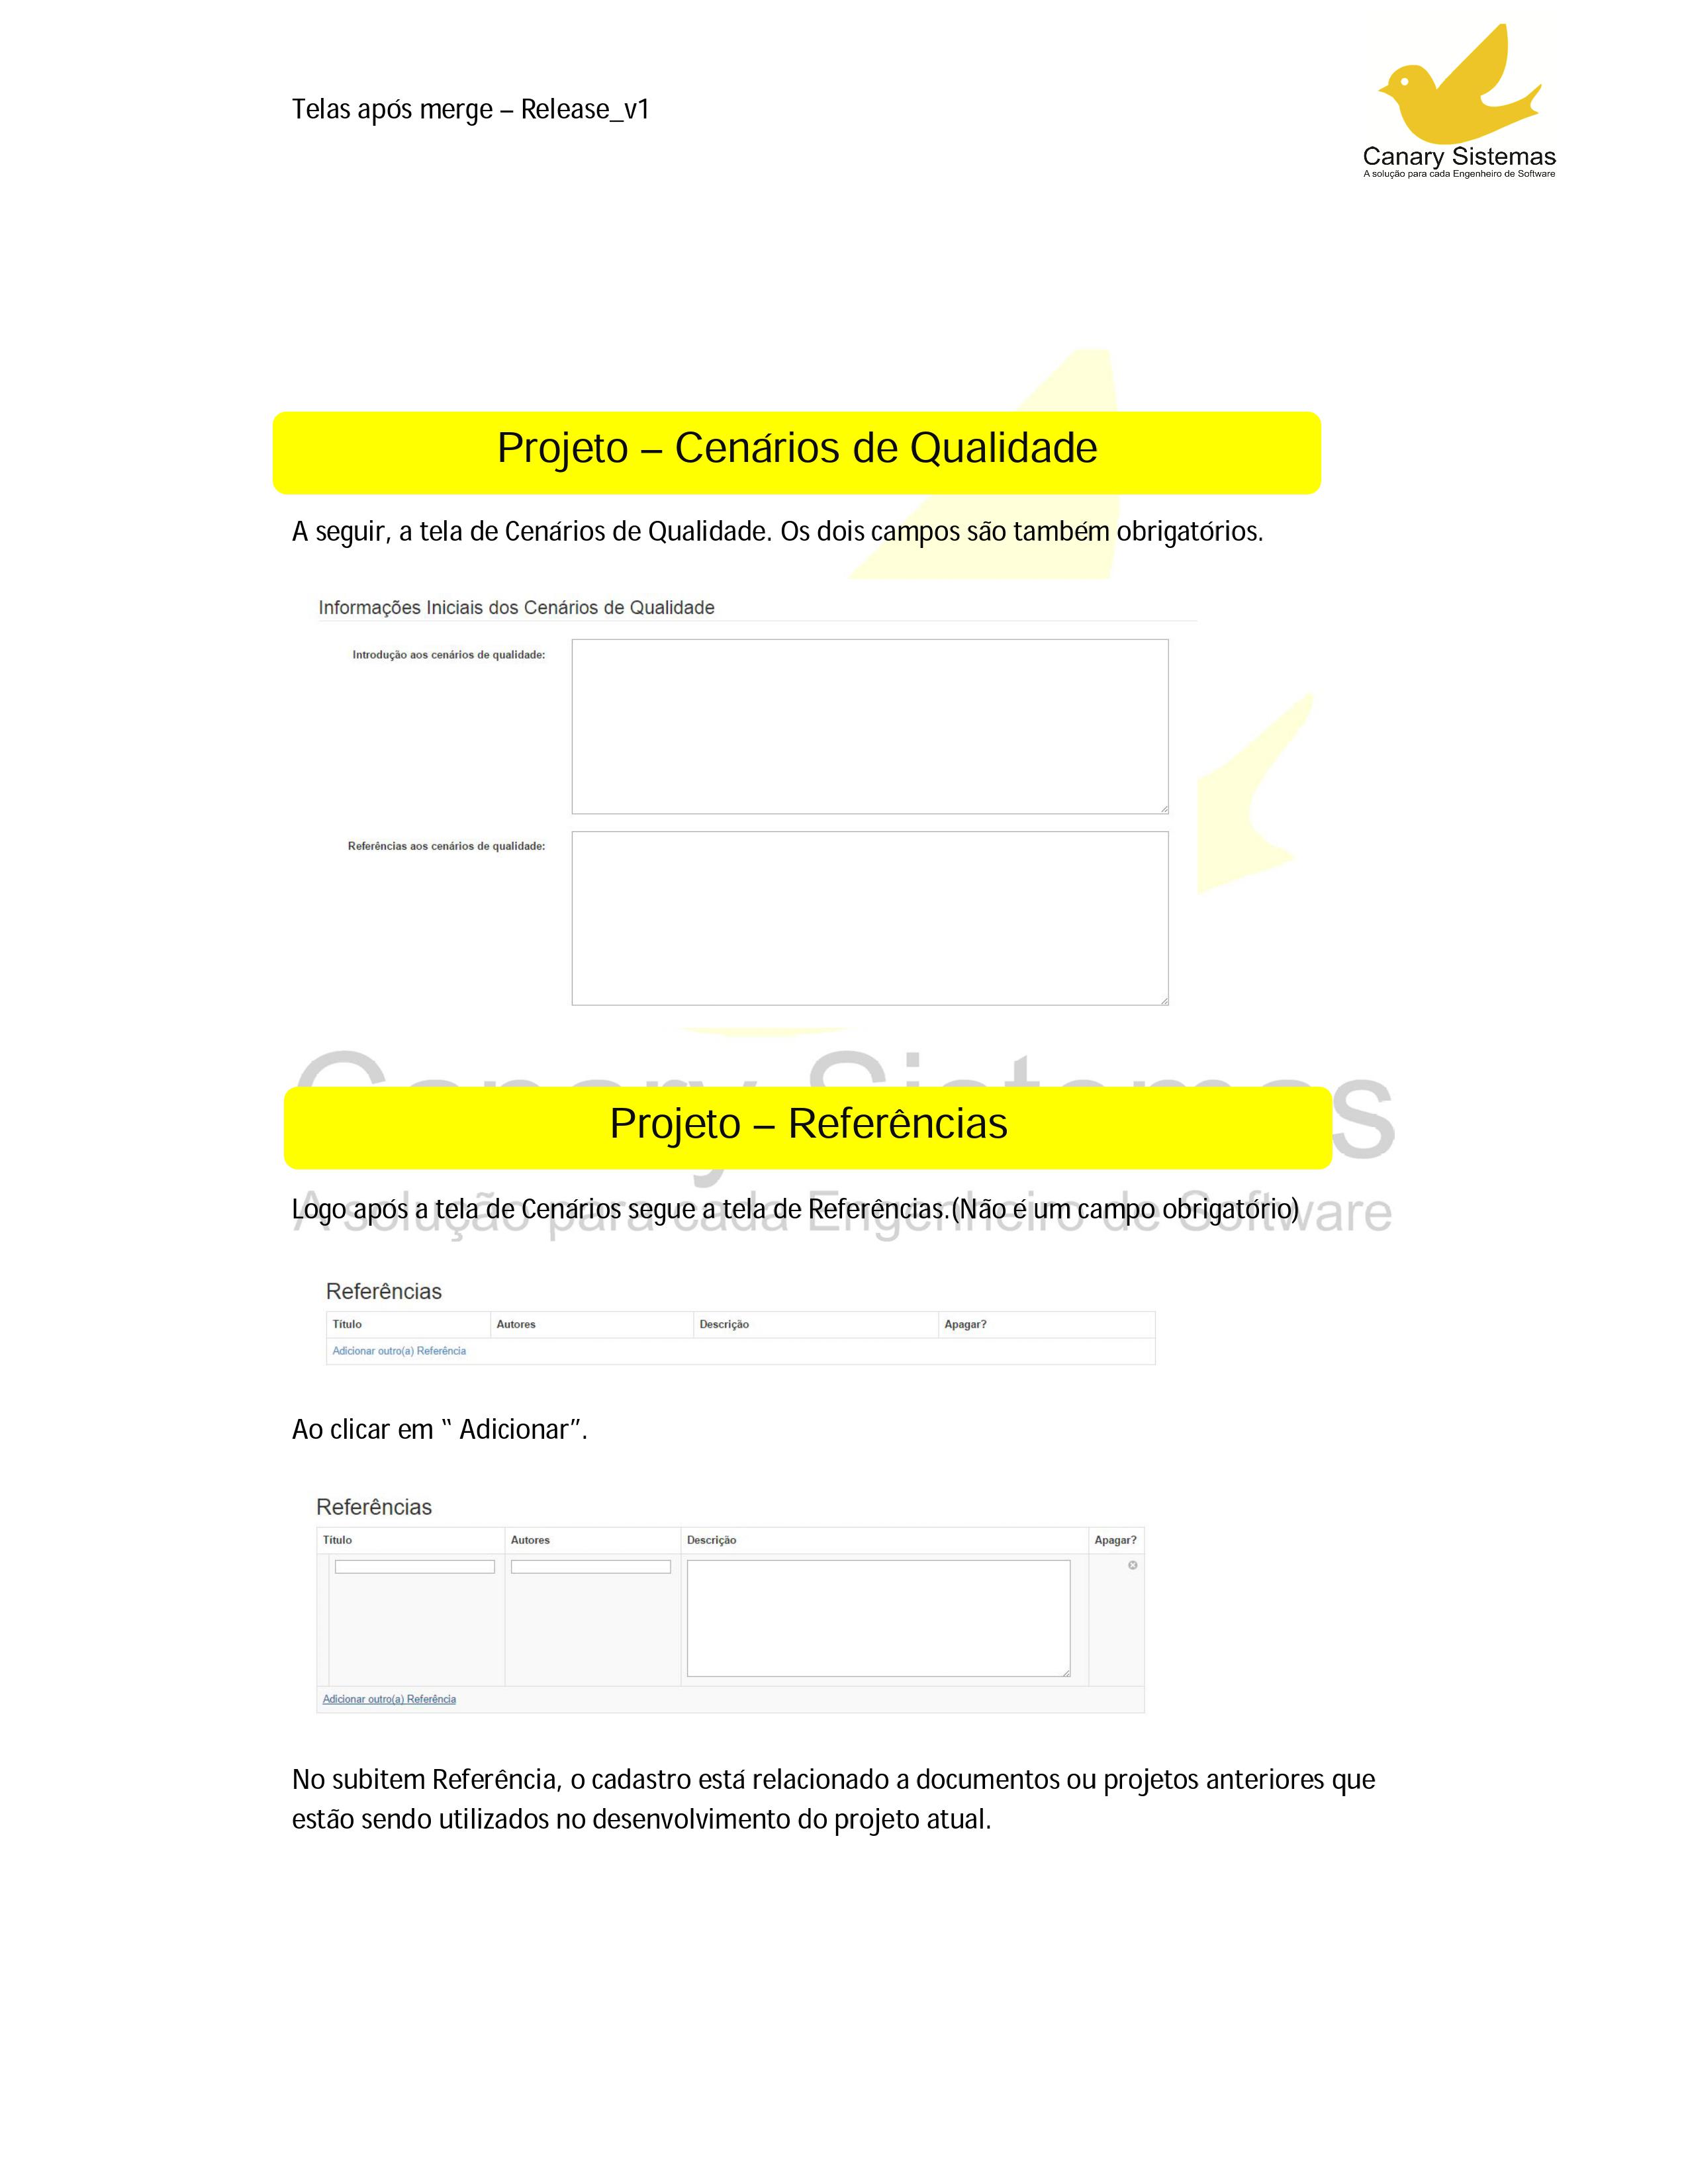 Telas após merge – Release_v1
Canary Sistemas
A solução para cada Engenheiro de Software
Projeto – Cenários de Qualidade
A seguir, a tela de Cenários de Qualidade. Os dois campos são também obrigatórios.
Informações Iniciais dos Cenários de Qualidade
Introdução aos cenários de qualidade:
Referências aos cenários de qualidade:
Canary Sistemas
Projeto – Referências
A solução para cada Engenheiro de Software
Logo após a tela de Cenários segue a tela de Referências.(Não é um campo obrigatório)
Referências
Título Autores Descrição Apagar?
Adicionar outro(a) Referência
Ao clicar em “ Adicionar”.
Referências
Título Autores Descrição Apagar?
Adicionar outro(a) Referência
No subitem Referência, o cadastro está relacionado a documentos ou projetos anteriores que
estão sendo utilizados no desenvolvimento do projeto atual.